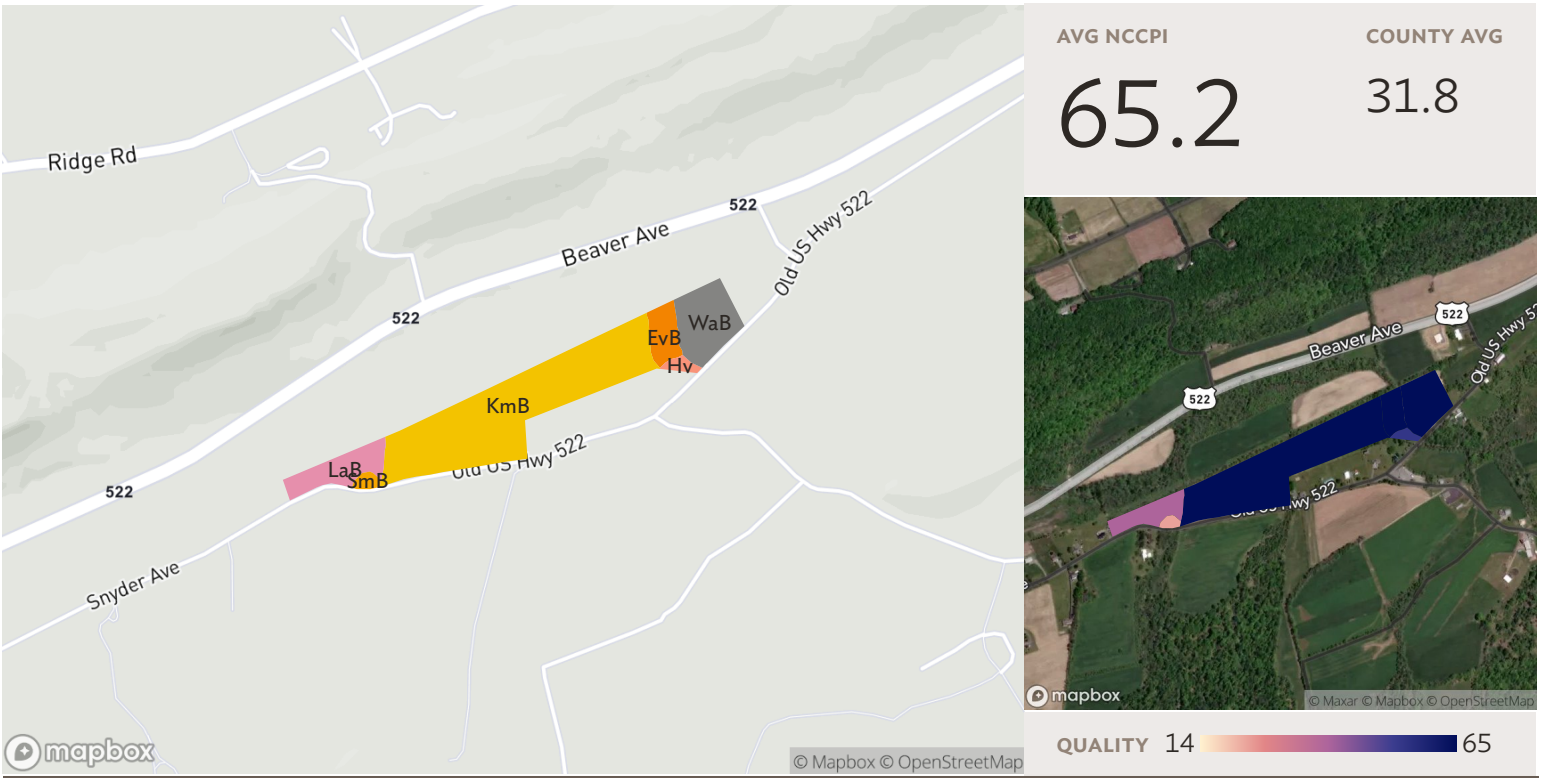 Ridge Rd
522
Beaver Ave
Old US Hwy 522
522
WaB
EvB
Hv
KmB
LaB
SmB
Old US Hwy 522
522
Snyder Ave
mapbox
© Mapbox © OpenStreetMap
AVG NCCPI
COUNTY AVG
65.2
31.8
522
Beaver Ave
Old US Hwy 5
522
Old US Hwy 522
mapbox
© Maxar © Mapbox © OpenStreetMap
QUALITY 14 65